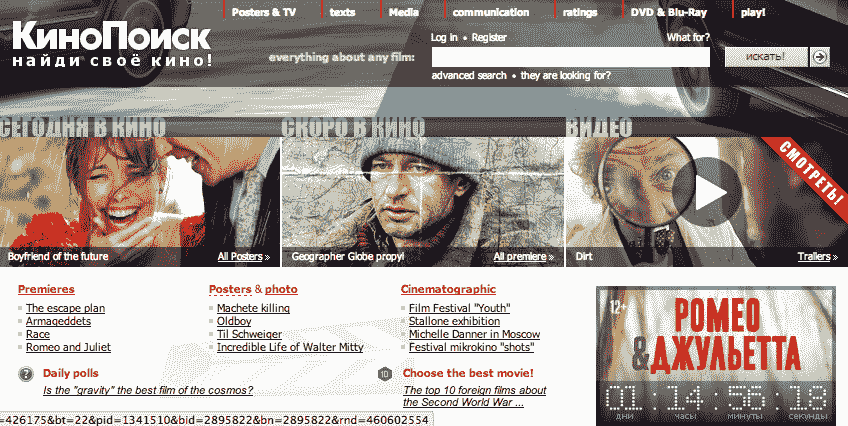 Posters & TV
texts
Media
communication
ratings
DVD & Blu-Ray
play!
КиноПоиск
найди своё кино!
Log in • Register
What for?
everything about any film:
искать!
advanced search • they are looking for?
СЕГОДНЯ В КИНО
СКОРО В КИНО
ВИДЕО
СМОТРЕТЬ!
Boyfriend of the future
All Posters »
Geographer Globe propyl
All premiere »
Dirt
Trailers »
Premieres
The escape plan
Armageddets
Race
Romeo and Juliet
Posters & photo
Machete killing
Oldboy
Til Schweiger
Incredible Life of Walter Mitty
Cinematographic
Film Festival "Youth"
Stallone exhibition
Michelle Danner in Moscow
Festival mikrokino "shots"
?
Daily polls
Is the "gravity" the best film of the cosmos?
10
Choose the best movie!
The top 10 foreign films about
the Second World War ...
12+
РОМЕО
&ДЖУЛЬЕТТА
01 : 14 : 56 : 18
дни часы минуты секунды
=426175&bt=22&pid=1341510&bid=2895822&bn=2895822&rnd=460602554